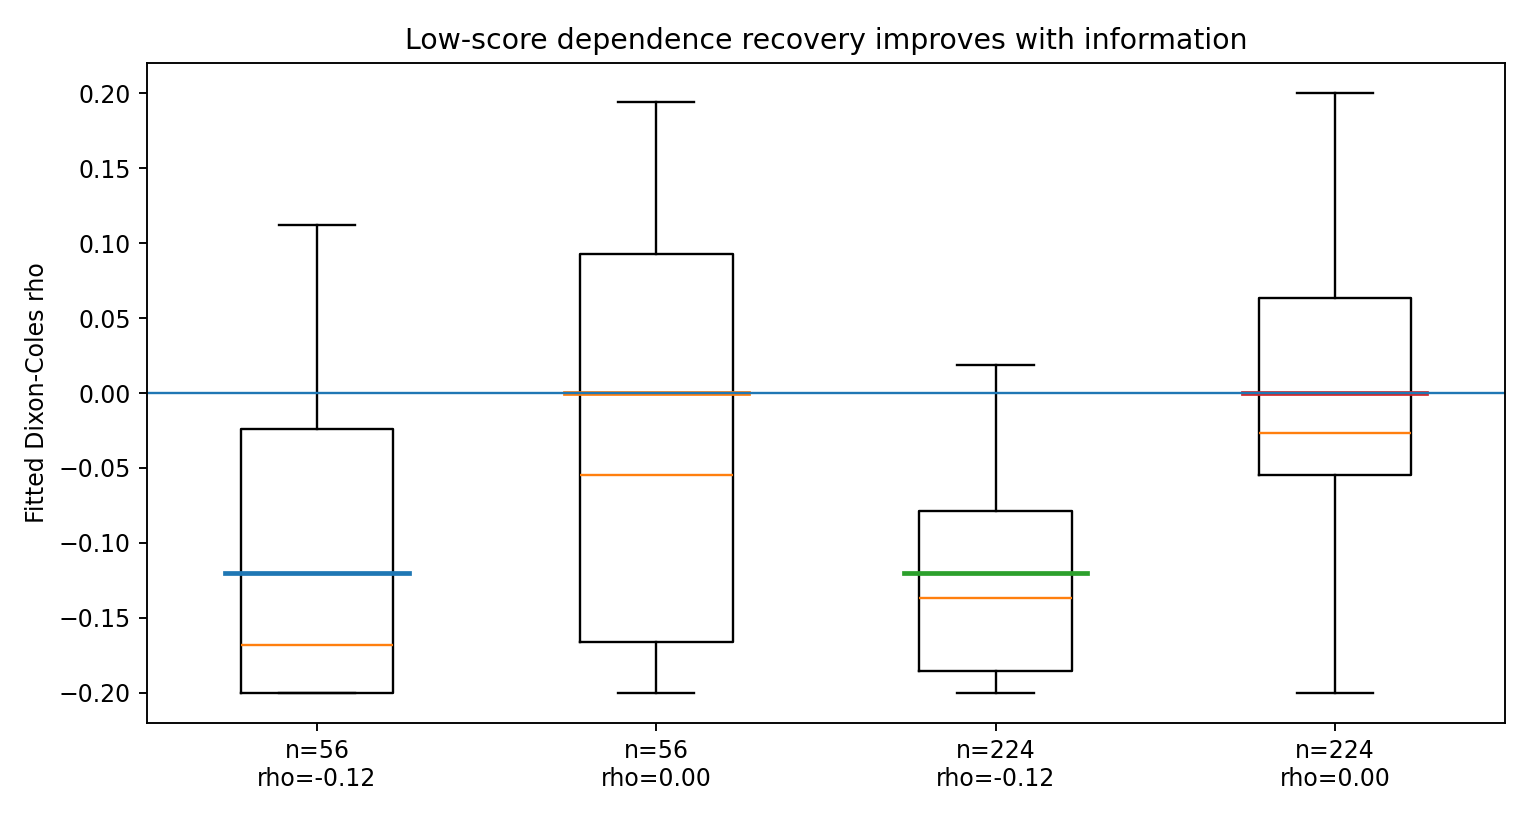 Low-score dependence recovery improves with information
Fitted Dixon-Coles rho
0.20
0.15
0.10
0.05
0.00
−0.05
−0.10
−0.15
−0.20
n=56
rho=-0.12
n=56
rho=0.00
n=224
rho=-0.12
n=224
rho=0.00